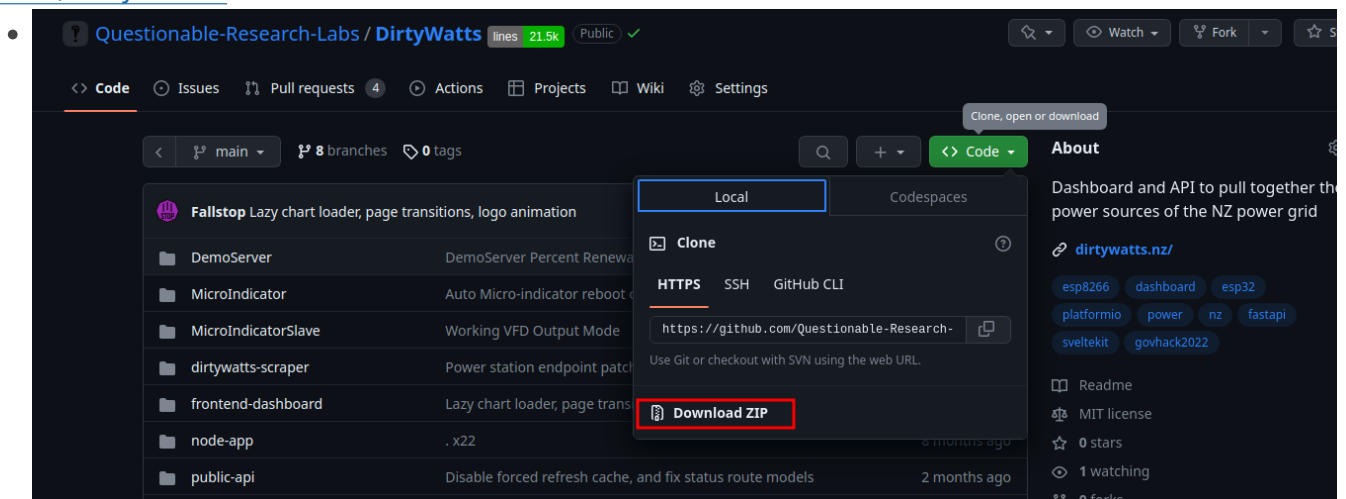 Questionable-Research-Labs / DirtyWatts lines 21.5k Public
Watch Fork
<> Code Issues Pull requests 4 Actions Projects Wiki Settings
Clone, open or download
main 8 branches 0 tags
<> Code
About
Dashboard and API to pull together the
power sources of the NZ power grid
dirtywatts.nz/
esp8266 dashboard esp32
platformio power nz fastapi
sveltekit govhack2022
Readme
MIT license
0 stars
1 watching
0 forks
Local Codespaces
Clone
HTTPS SSH GitHub CLI
https://github.com/Questionable-Research-
Use Git or checkout with SVN using the web URL.
Download ZIP
Fallstop Lazy chart loader, page transitions, logo animation
DemoServer DemoServer Percent Renewa
MicroIndicator Auto Micro-indicator reboot
MicroIndicatorSlave Working VFD Output Mode
dirtywatts-scraper Power station endpoint patch
frontend-dashboard Lazy chart loader, page trans
node-app . x22 8 months ago
public-api Disable forced refresh cache, and fix status route models 2 months ago